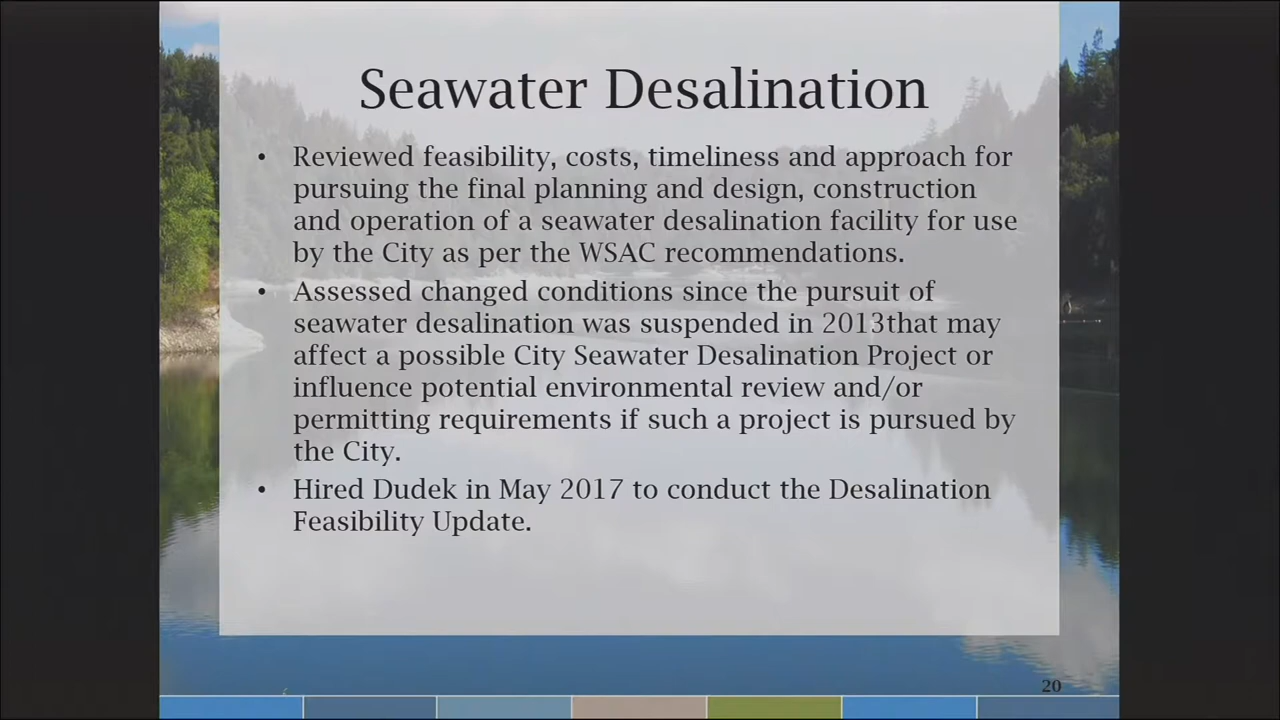 Seawater Desalination
• Reviewed feasibility, costs, timeliness and approach for
pursuing the final planning and design, construction
and operation of a seawater desalination facility for use
by the City as per the WSAC recommendations.
• Assessed changed conditions since the pursuit of
seawater desalination was suspended in 2013that may
affect a possible City Seawater Desalination Project or
influence potential environmental review and/or
permitting requirements if such a project is pursued by
the City.
• Hired Dudek in May 2017 to conduct the Desalination
Feasibility Update.
20